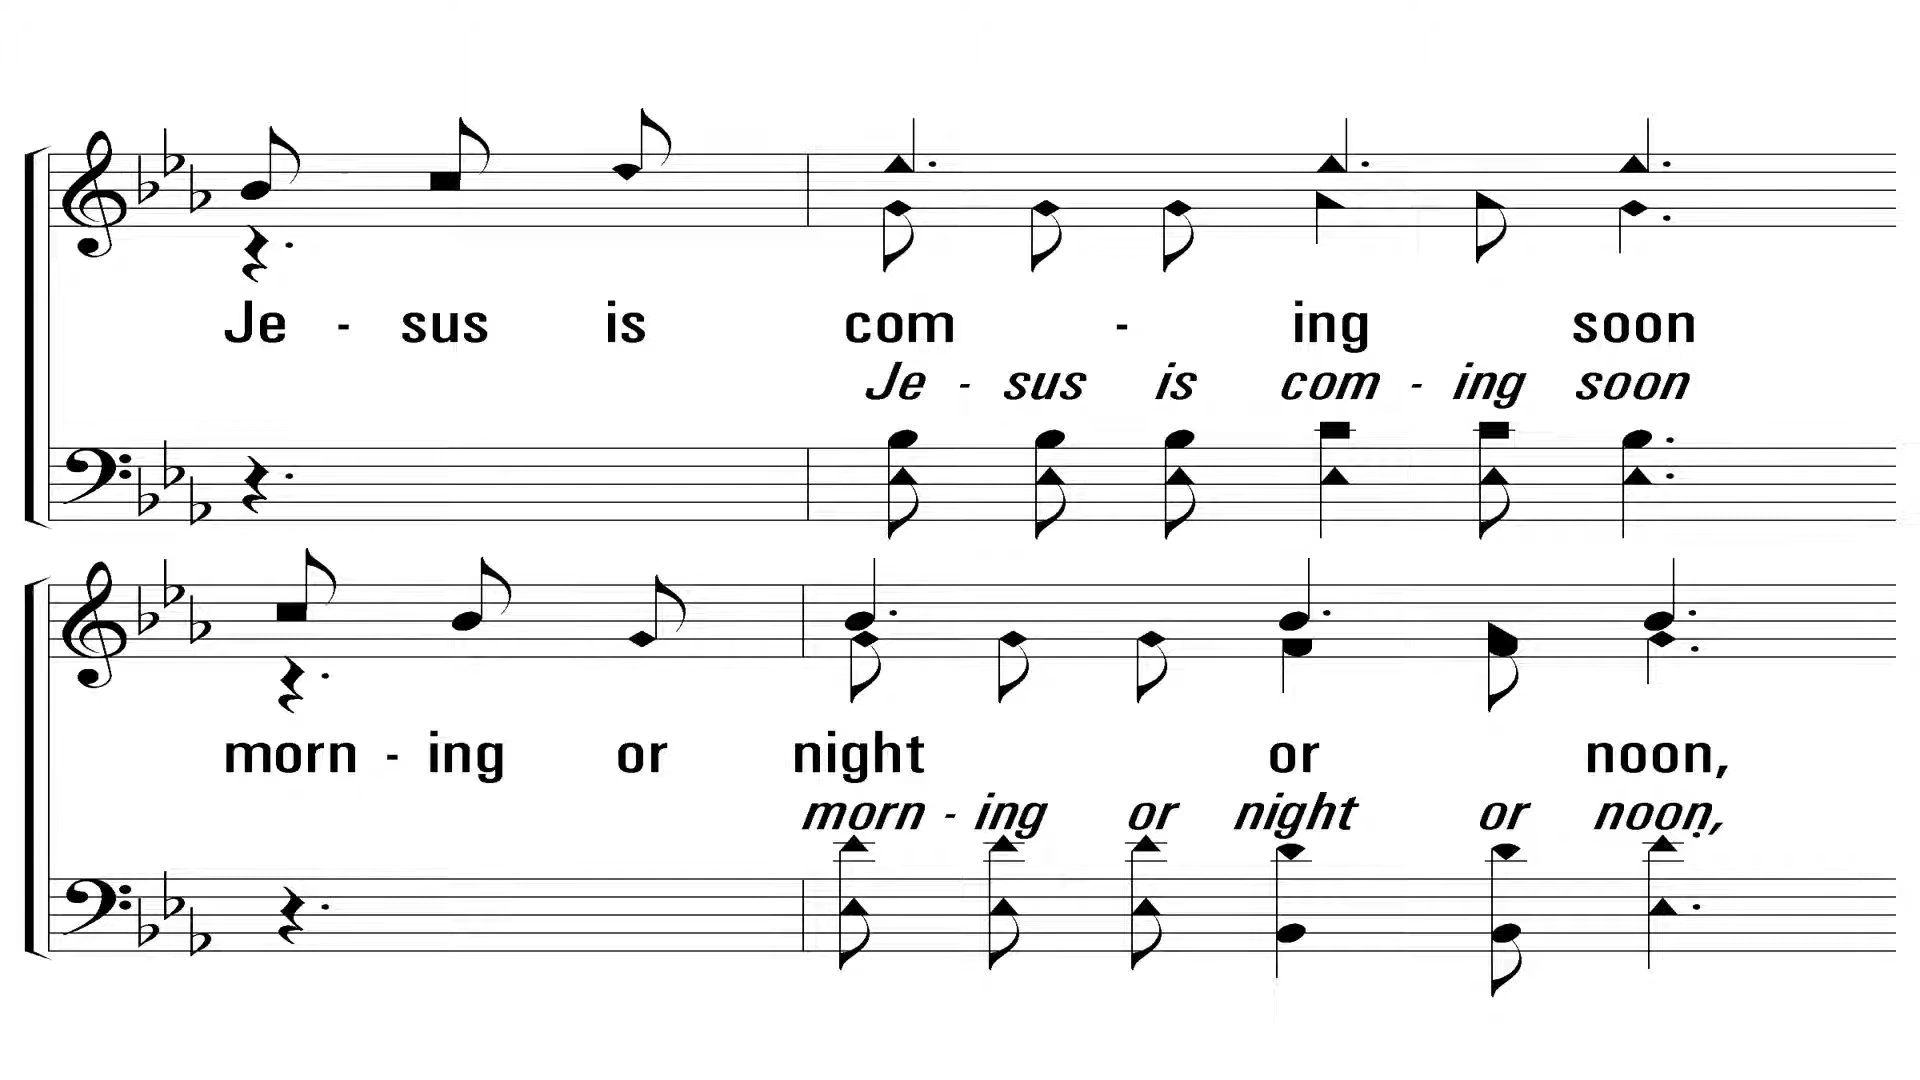 Je - sus is com - ing soon
Je - sus is com - ing soon
morn - ing or night or noon,
morn - ing or night or noon,